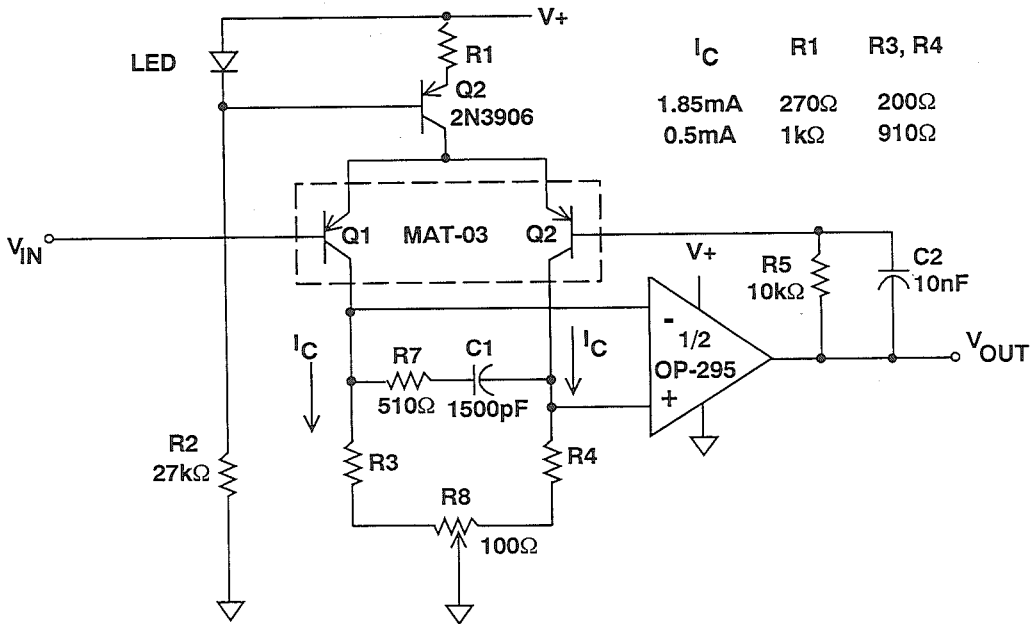 V+
R1
LED
Q2
2N3906
I_C R1 R3, R4
1.85mA 270Ω 200Ω
0.5mA 1kΩ 910Ω
V_IN
Q1
MAT-03
Q2
V+
R5
10kΩ
C2
10nF
-
1/2
OP-295
+
V_OUT
I_C
R7
510Ω
C1
1500pF
I_C
R2
27kΩ
R3
R4
R8
100Ω